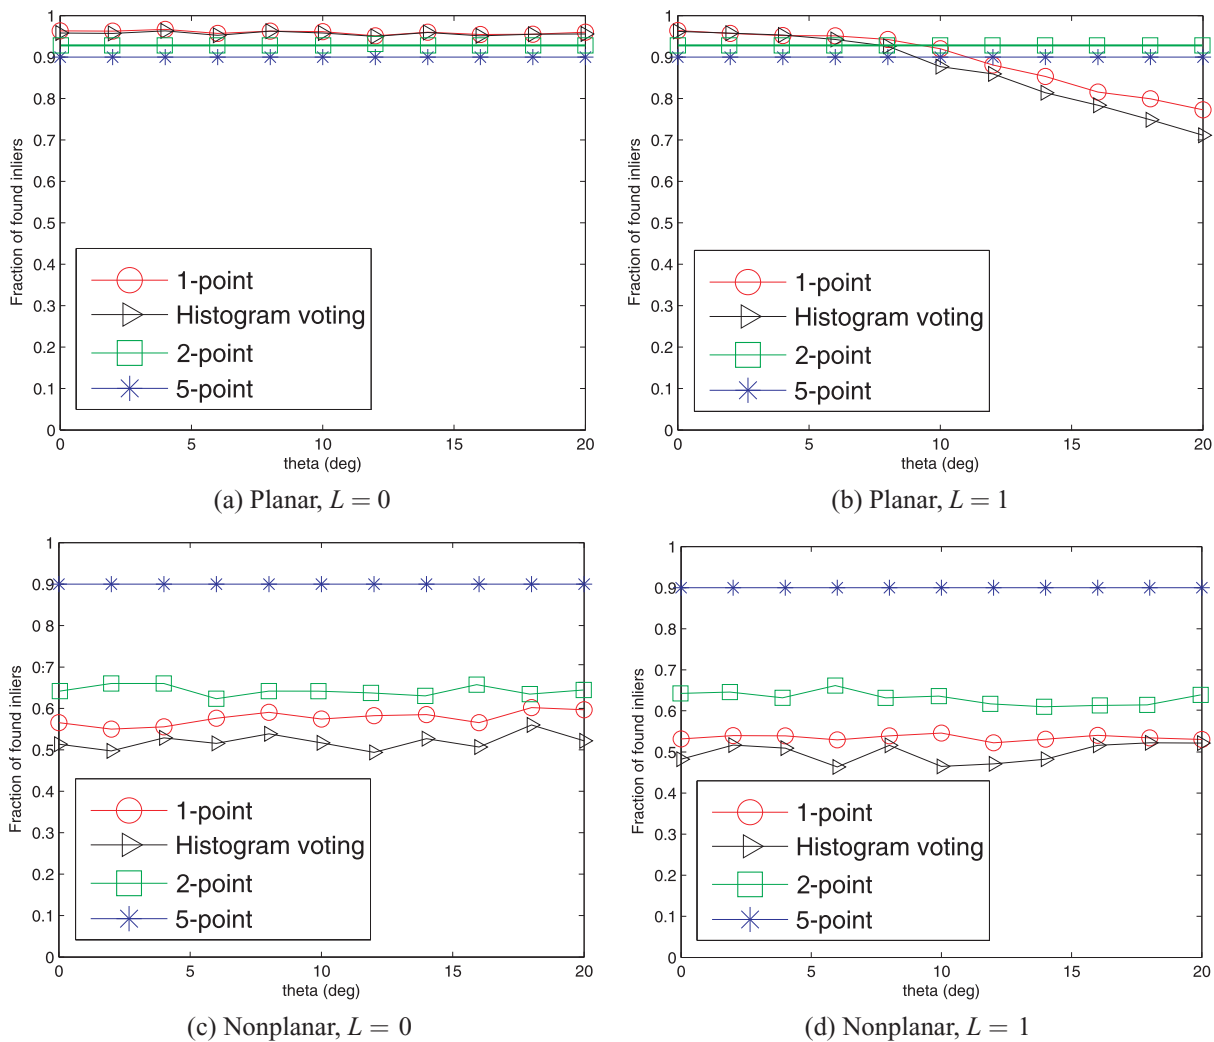 1
0.9
0.8
0.7
0.6
0.5
0.4
0.3
0.2
0.1
0
Fraction of found inliers
1-point
Histogram voting
2-point
5-point
0 5 10 15 20
theta (deg)
(a) Planar, L = 0
1
0.9
0.8
0.7
0.6
0.5
0.4
0.3
0.2
0.1
0
Fraction of found inliers
1-point
Histogram voting
2-point
5-point
0 5 10 15 20
theta (deg)
(b) Planar, L = 1
1
0.9
0 8
0.7
0.6
0.5
0.4
0.3
0.2
0.1
0
Fraction of found inliers
1-point
Histogram voting
2-point
5-point
0 5 10 15 20
theta (deg)
(c) Nonplanar, L = 0
1
0.9
0.8
0.7
0.6
0.5
0.4
0.3
0.2
0.1
0
Fraction of found inliers
1-point
Histogram voting
2-point
5-point
0 5 10 15 20
theta (deg)
(d) Nonplanar, L = 1